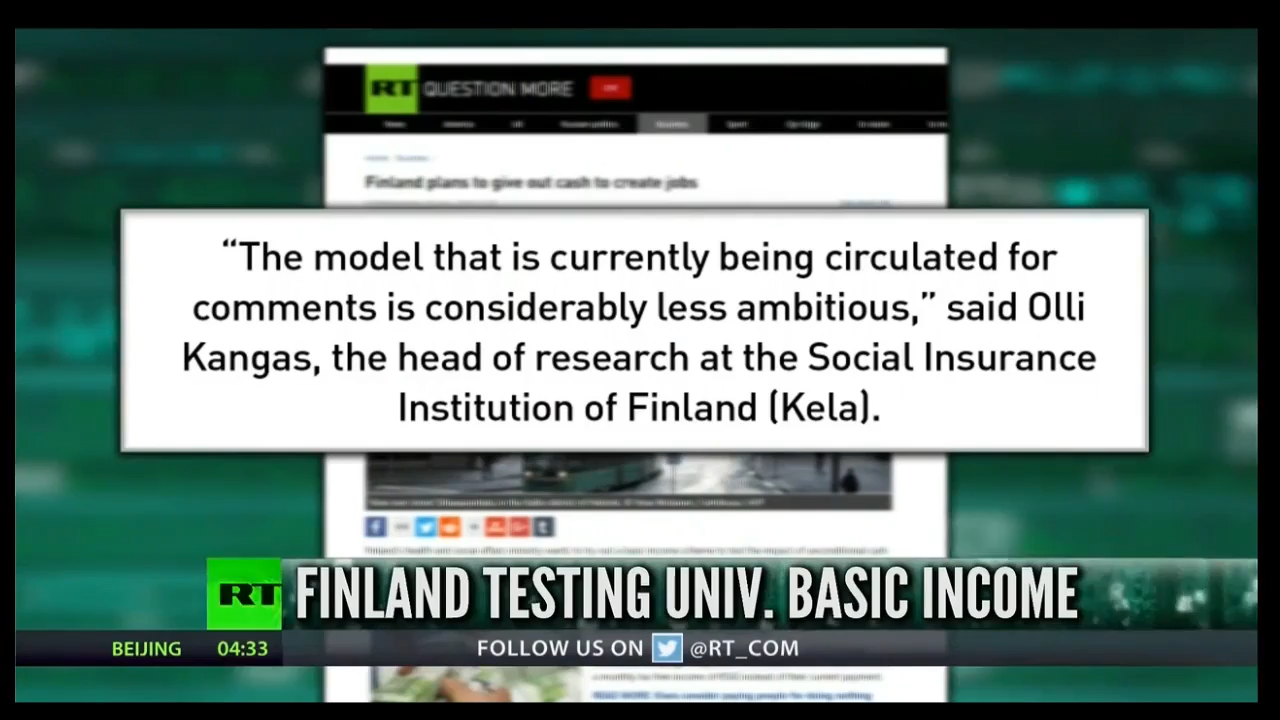 RT QUESTION MORE
Finland plans to give out cash to create jobs
“The model that is currently being circulated for
comments is considerably less ambitious,” said Olli
Kangas, the head of research at the Social Insurance
Institution of Finland (Kela).
RT FINLAND TESTING UNIV. BASIC INCOME
BEIJING 04:33 FOLLOW US ON @RT_COM